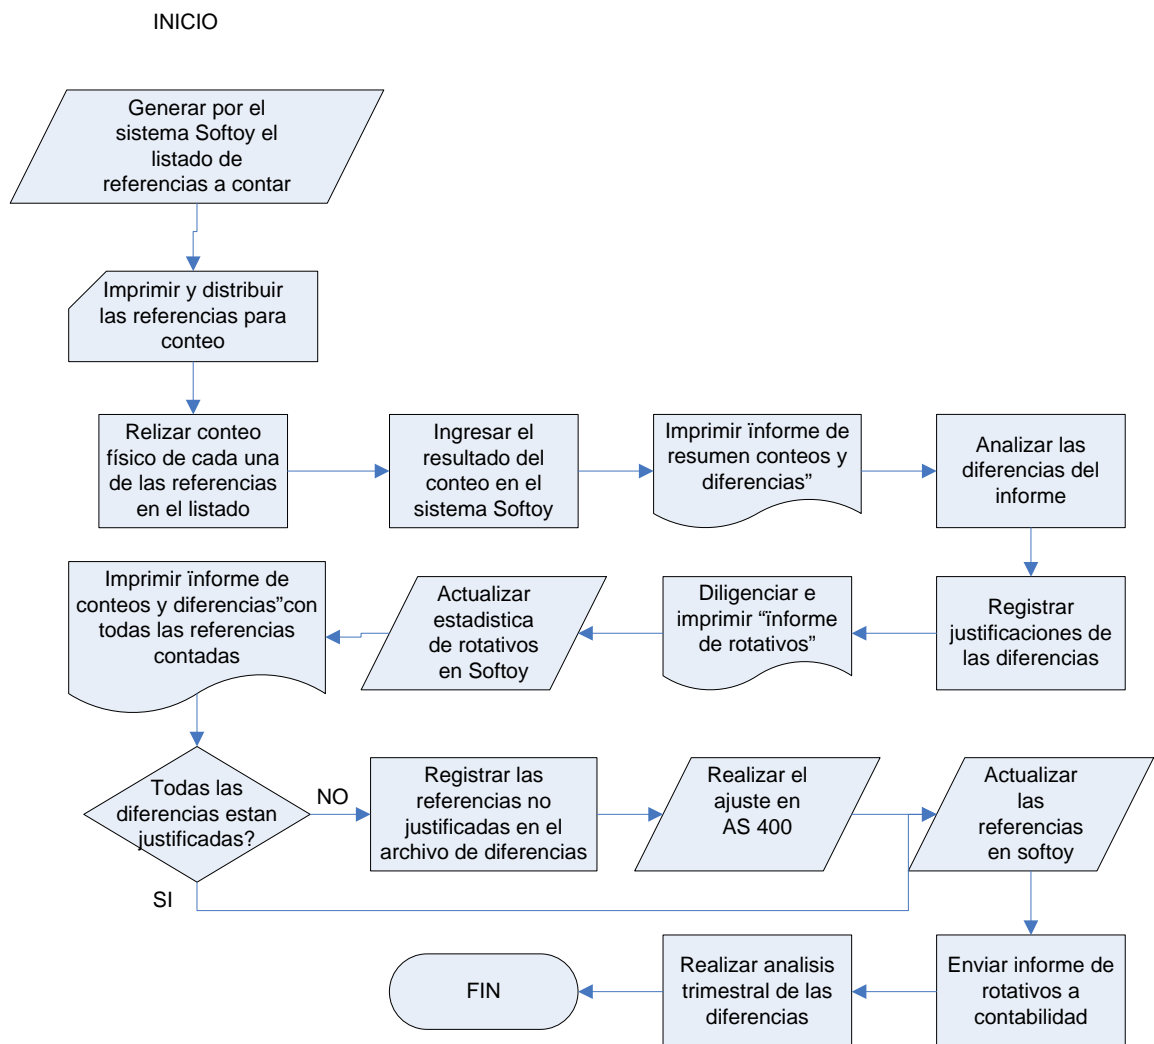 INICIO
Generar por el
sistema Softoy el
listado de
referencias a contar
Imprimir y distribuir
las referencias para
conteo
Relizar conteo
físico de cada una
de las referencias
en el listado
Ingresar el
resultado del
conteo en el
sistema Softoy
Imprimir ïnforme de
resumen conteos y
diferencias”
Analizar las
diferencias del
informe
Registrar
justificaciones de
las diferencias
Diligenciar e
imprimir “ïnforme
de rotativos”
Actualizar
estadistica
de rotativos
en Softoy
Imprimir ïnforme de
conteos y diferencias”con
todas las referencias
contadas
Todas las
diferencias estan
justificadas?
NO
SI
Registrar las
referencias no
justificadas en el
archivo de diferencias
Realizar el
ajuste en
AS 400
Actualizar
las
referencias
en softoy
Enviar informe de
rotativos a
contabilidad
Realizar analisis
trimestral de las
diferencias
FIN